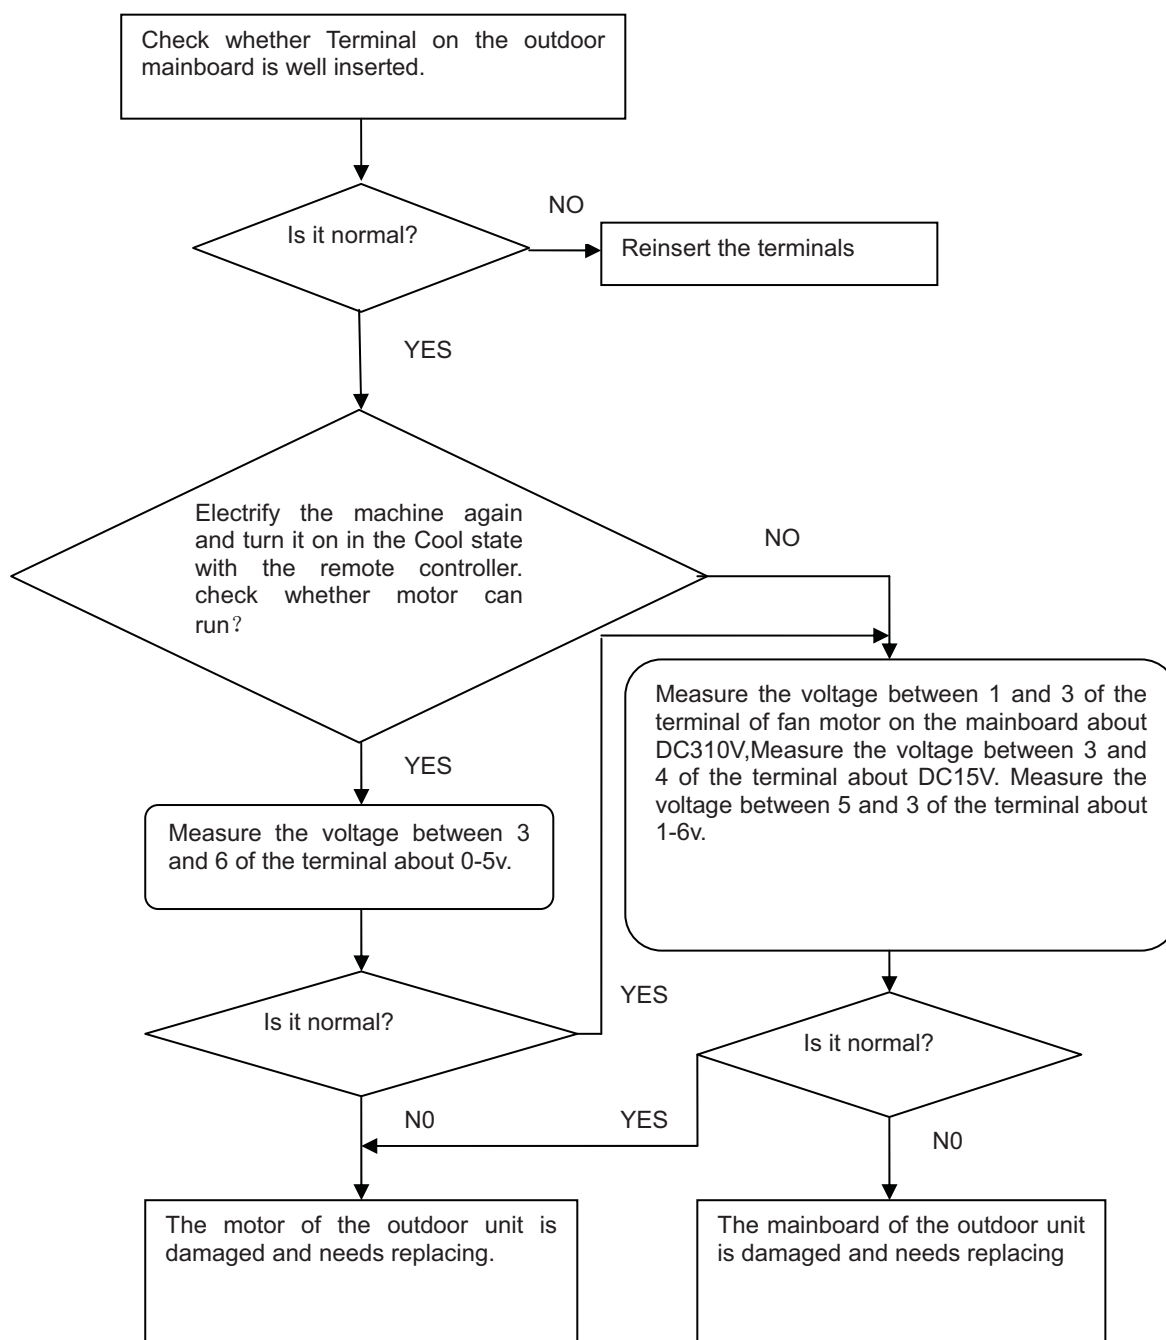 Check whether Terminal on the outdoor
mainboard is well inserted.
NO
Is it normal?
Reinsert the terminals
YES
Electrify the machine again
and turn it on in the Cool state
with the remote controller.
check whether motor can
run?
NO
Measure the voltage between 1 and 3 of the
terminal of fan motor on the mainboard about
DC310V,Measure the voltage between 3 and
4 of the terminal about DC15V. Measure the
voltage between 5 and 3 of the terminal about
1-6v.
YES
Measure the voltage between 3
and 6 of the terminal about 0-5v.
YES
Is it normal?
Is it normal?
N0
YES
N0
The motor of the outdoor unit is
damaged and needs replacing.
The mainboard of the outdoor unit
is damaged and needs replacing